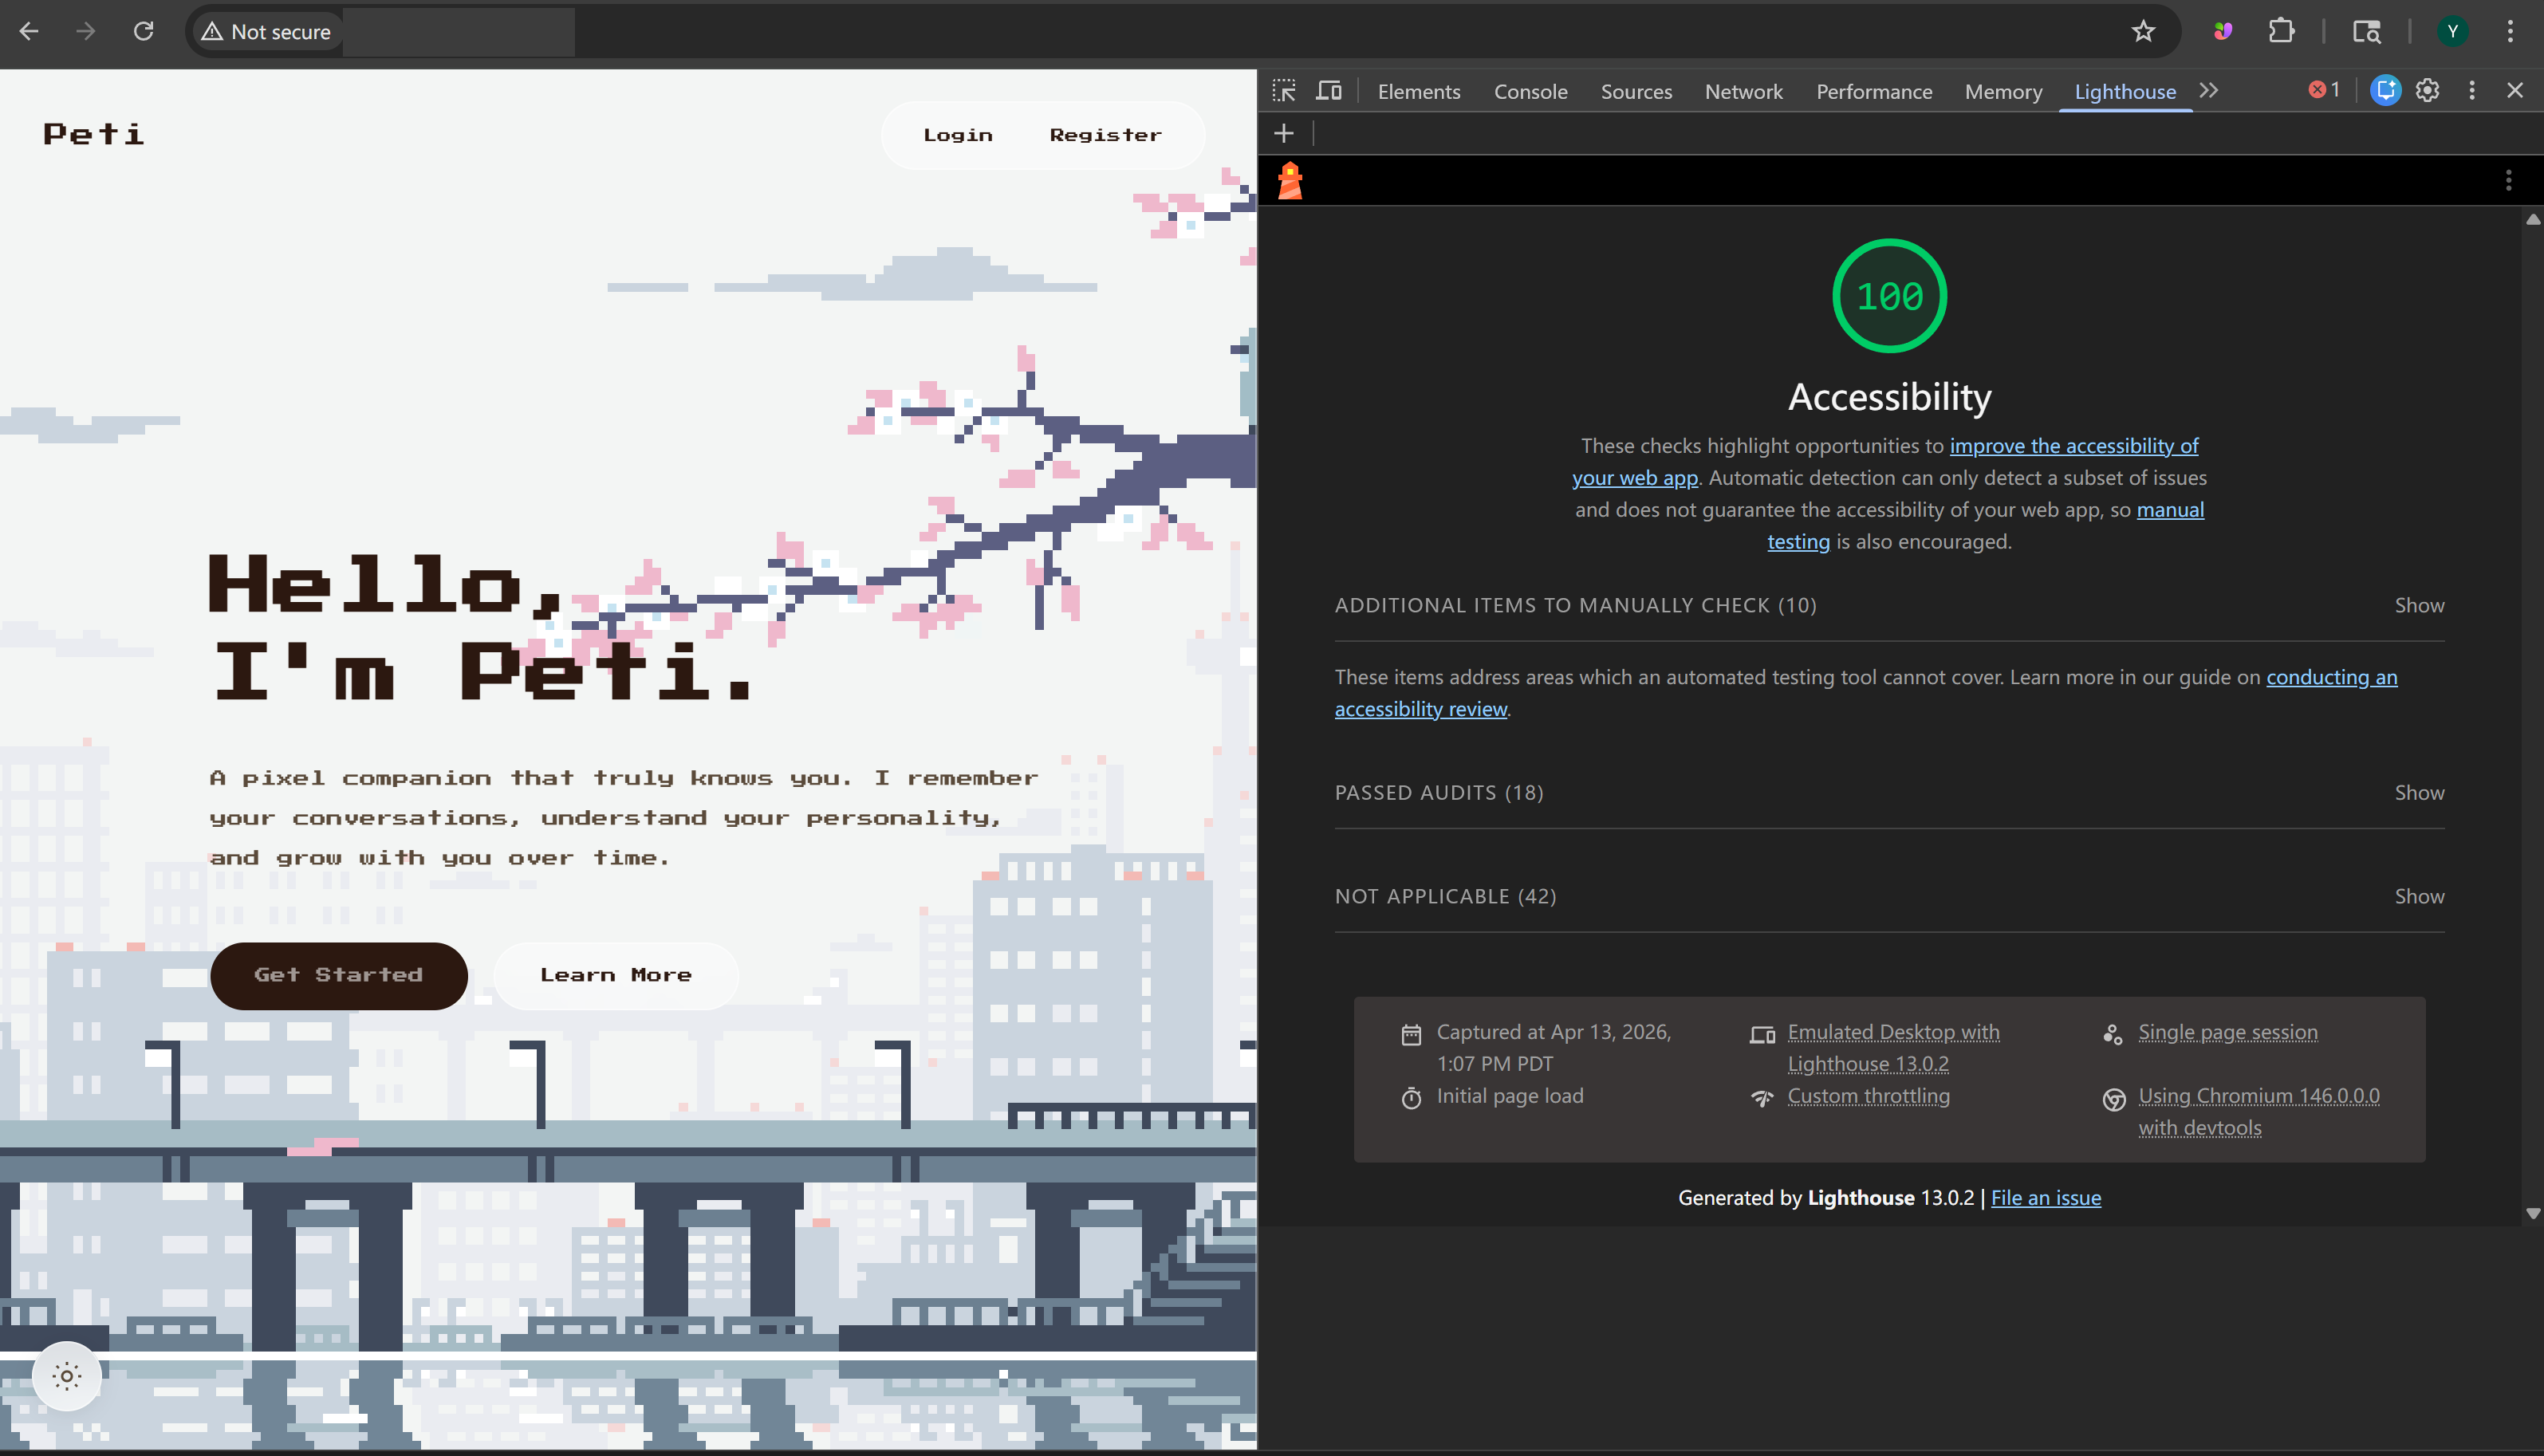 Not secure
Y
Peti
Login Register
Hello,
I'm Peti.
A pixel companion that truly knows you. I remember
your conversations, understand your personality,
and grow with you over time.
Get Started Learn More
Elements Console Sources Network Performance Memory Lighthouse 1
100
Accessibility
These checks highlight opportunities to improve the accessibility of
your web app. Automatic detection can only detect a subset of issues
and does not guarantee the accessibility of your web app, so manual
testing is also encouraged.
ADDITIONAL ITEMS TO MANUALLY CHECK (10) Show
These items address areas which an automated testing tool cannot cover. Learn more in our guide on conducting an
accessibility review.
PASSED AUDITS (18) Show
NOT APPLICABLE (42) Show
Captured at Apr 13, 2026,
1:07 PM PDT
Emulated Desktop with
Lighthouse 13.0.2
Single page session
Initial page load
Custom throttling
Using Chromium 146.0.0.0
with devtools
Generated by Lighthouse 13.0.2 | File an issue